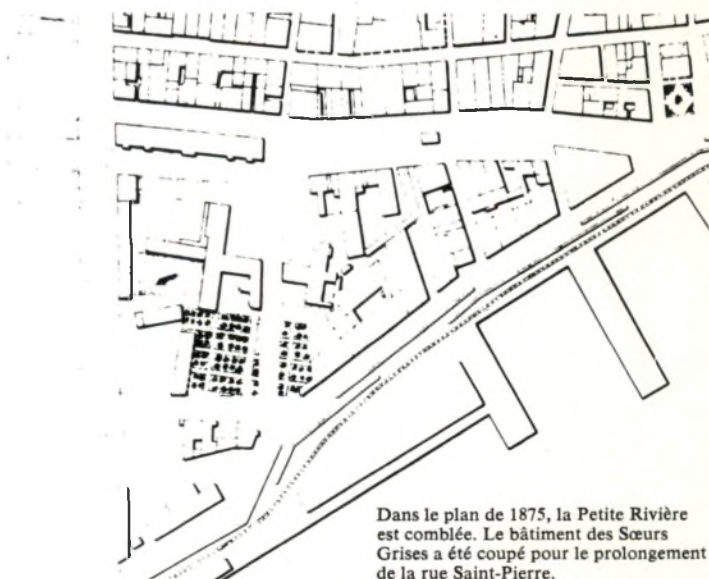 Dans le plan de 1875, la Petite Rivière
est comblée. Le bâtiment des Sœurs
Grises a été coupé pour le prolongement
de la rue Saint-Pierre.